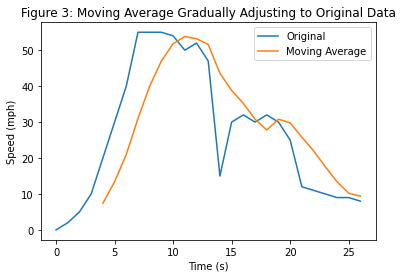 Figure 3: Moving Average Gradually Adjusting to Original Data
Original
Moving Average
50
40
30
20
10
0
Speed (mph)
0 5 10 15 20 25
Time (s)